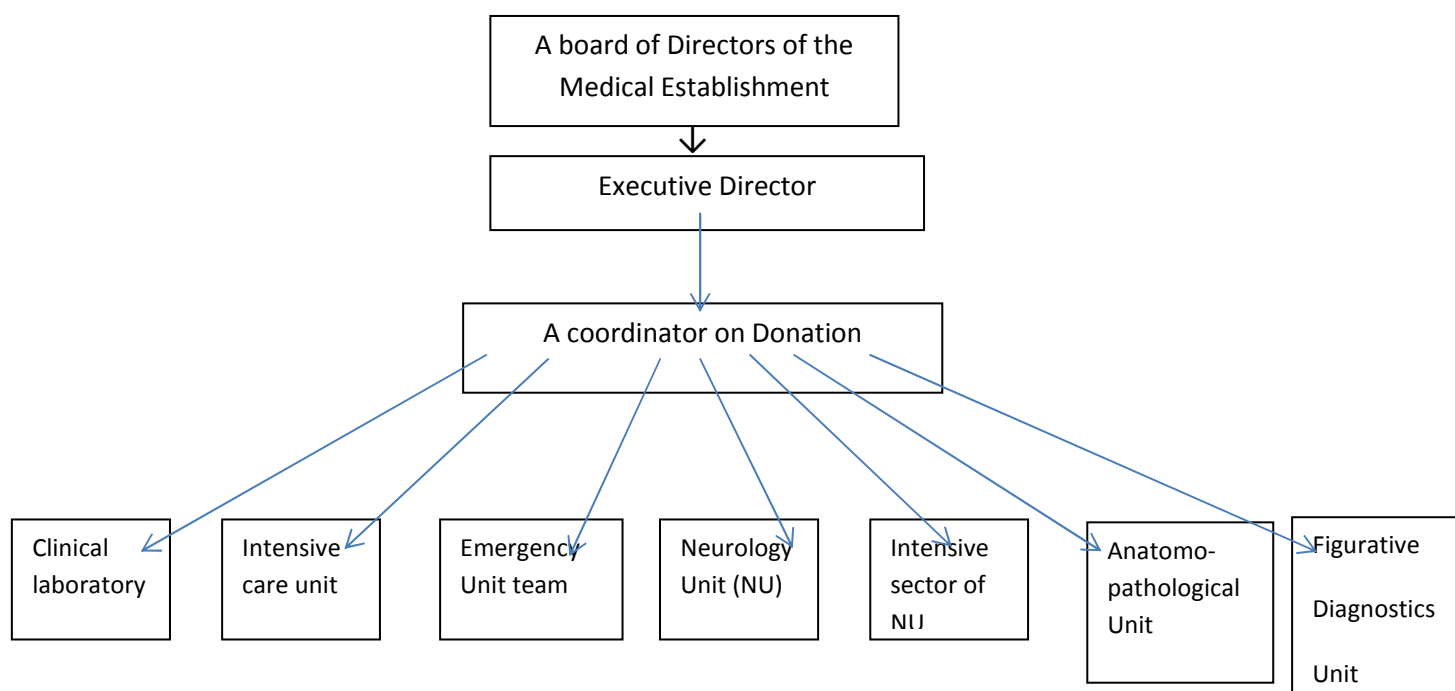 A board of Directors of the
Medical Establishment
Executive Director
A coordinator on Donation
Clinical
laboratory
Intensive
care unit
Emergency
Unit team
Neurology
Unit (NU)
Intensive
sector of
NU
Anatomo-
pathological
Unit
Figurative
Diagnostics
Unit